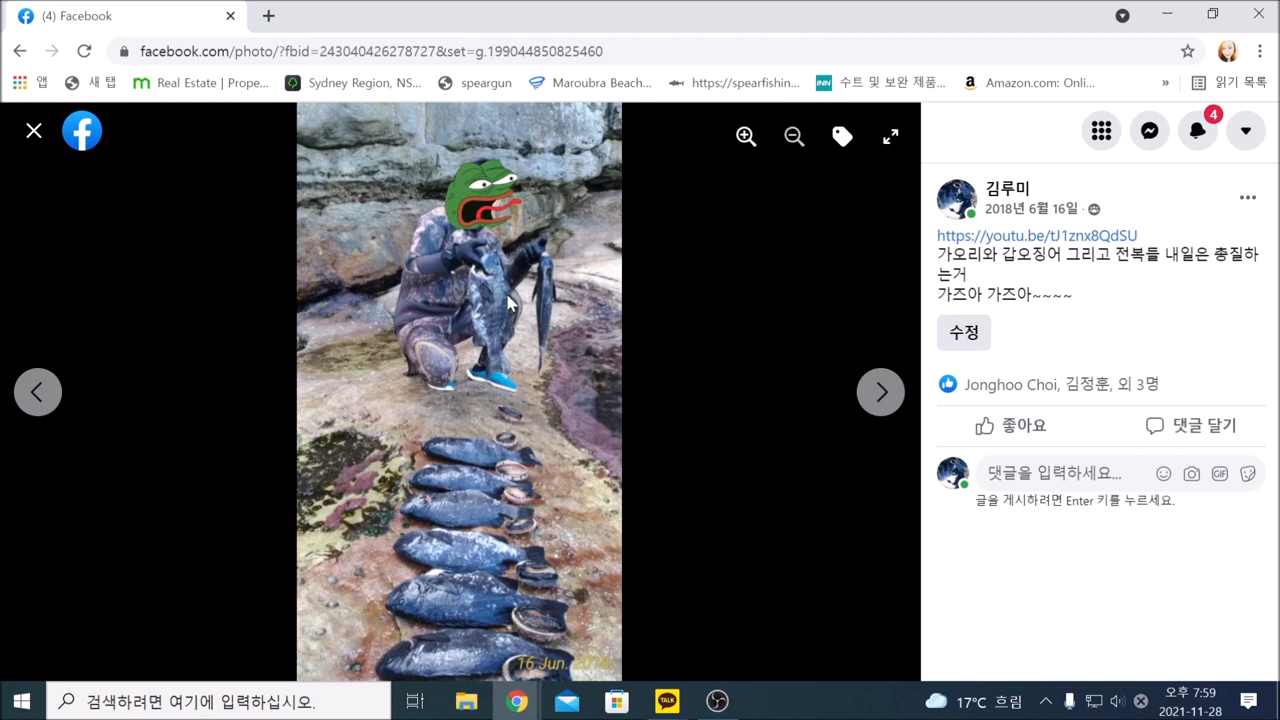 (4) Facebook
facebook.com/photo/?fbid=243040426278727&set=g.199044850825460
앱
새 탭
Real Estate | Prope...
Sydney Region, NS...
speargun
Maroubra Beach...
https://spearfishin...
INN
수트 및 보완 제품...
Amazon.com: Onli...
»
읽기 목록
4
김루미
2018년 6월 16일 ·
https://youtu.be/tJ1znx8QdSU
가오리와 갑오징어 그리고 전복들 내일은 총질하
는거
가즈아 가즈아~~~~
수정
Jonghoo Choi, 김정훈, 외 3명
좋아요
댓글 달기
댓글을 입력하세요...
GIF
글을 게시하려면 Enter 키를 누르세요.
16 Jun.
검색하려면 여기에 입력하십시오.
TALK
17°C 흐림
오후 7:59
2021-11-28